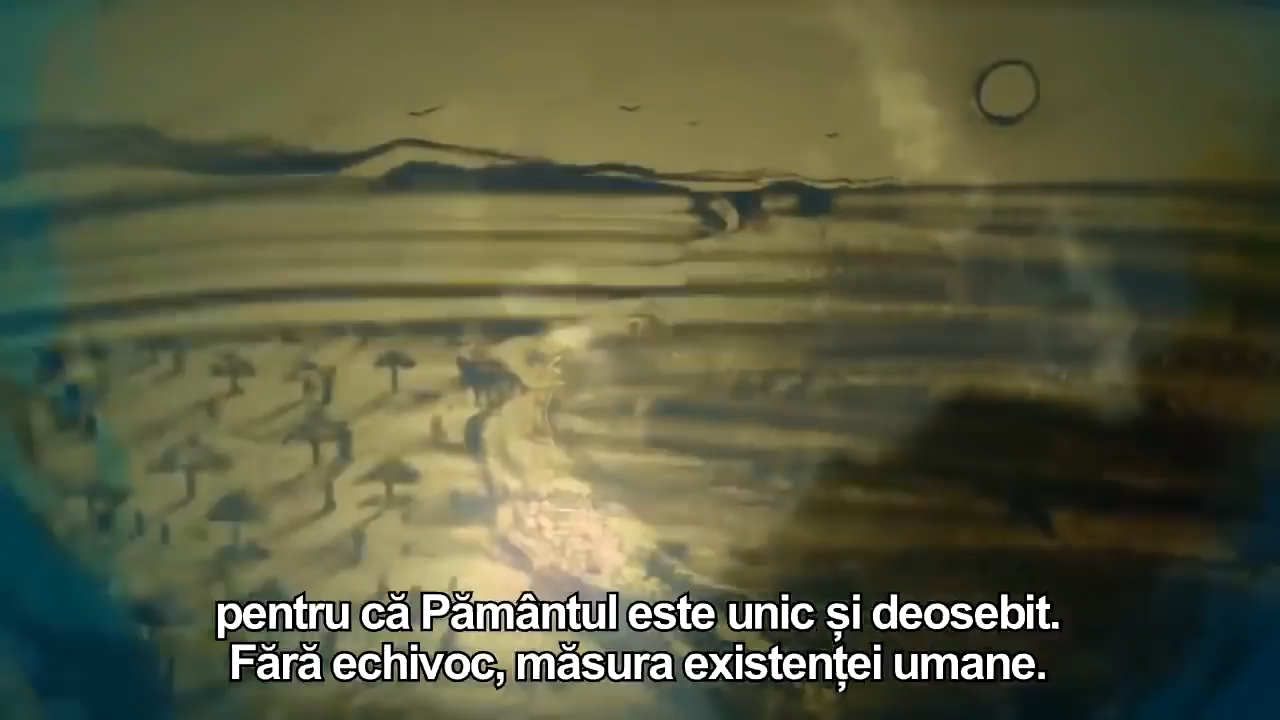 pentru că Pământul este unic și deosebit.
Fără echivoc, măsura existenței umane.